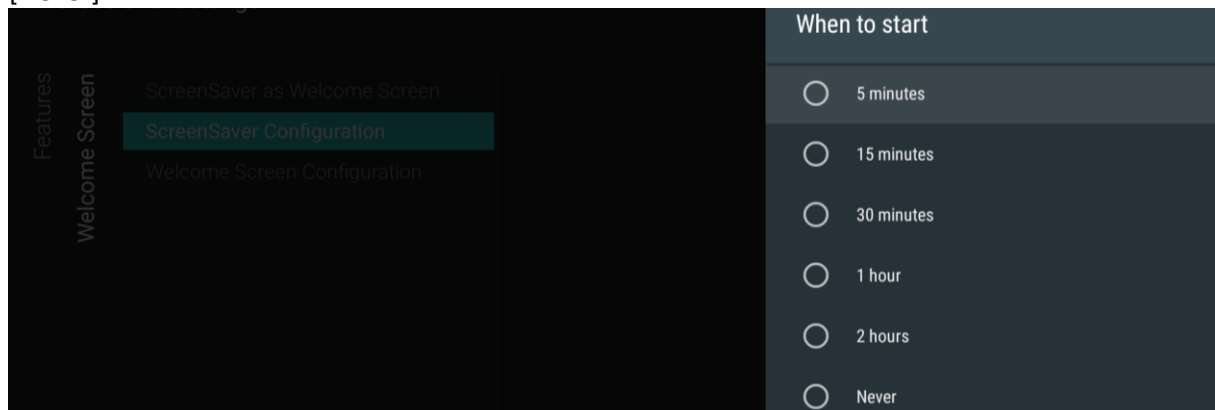 When to start
Features
Welcome Screen
ScreenSaver as Welcome Screen
ScreenSaver Configuration
Welcome Screen Configuration
5 minutes
15 minutes
30 minutes
1 hour
2 hours
Never